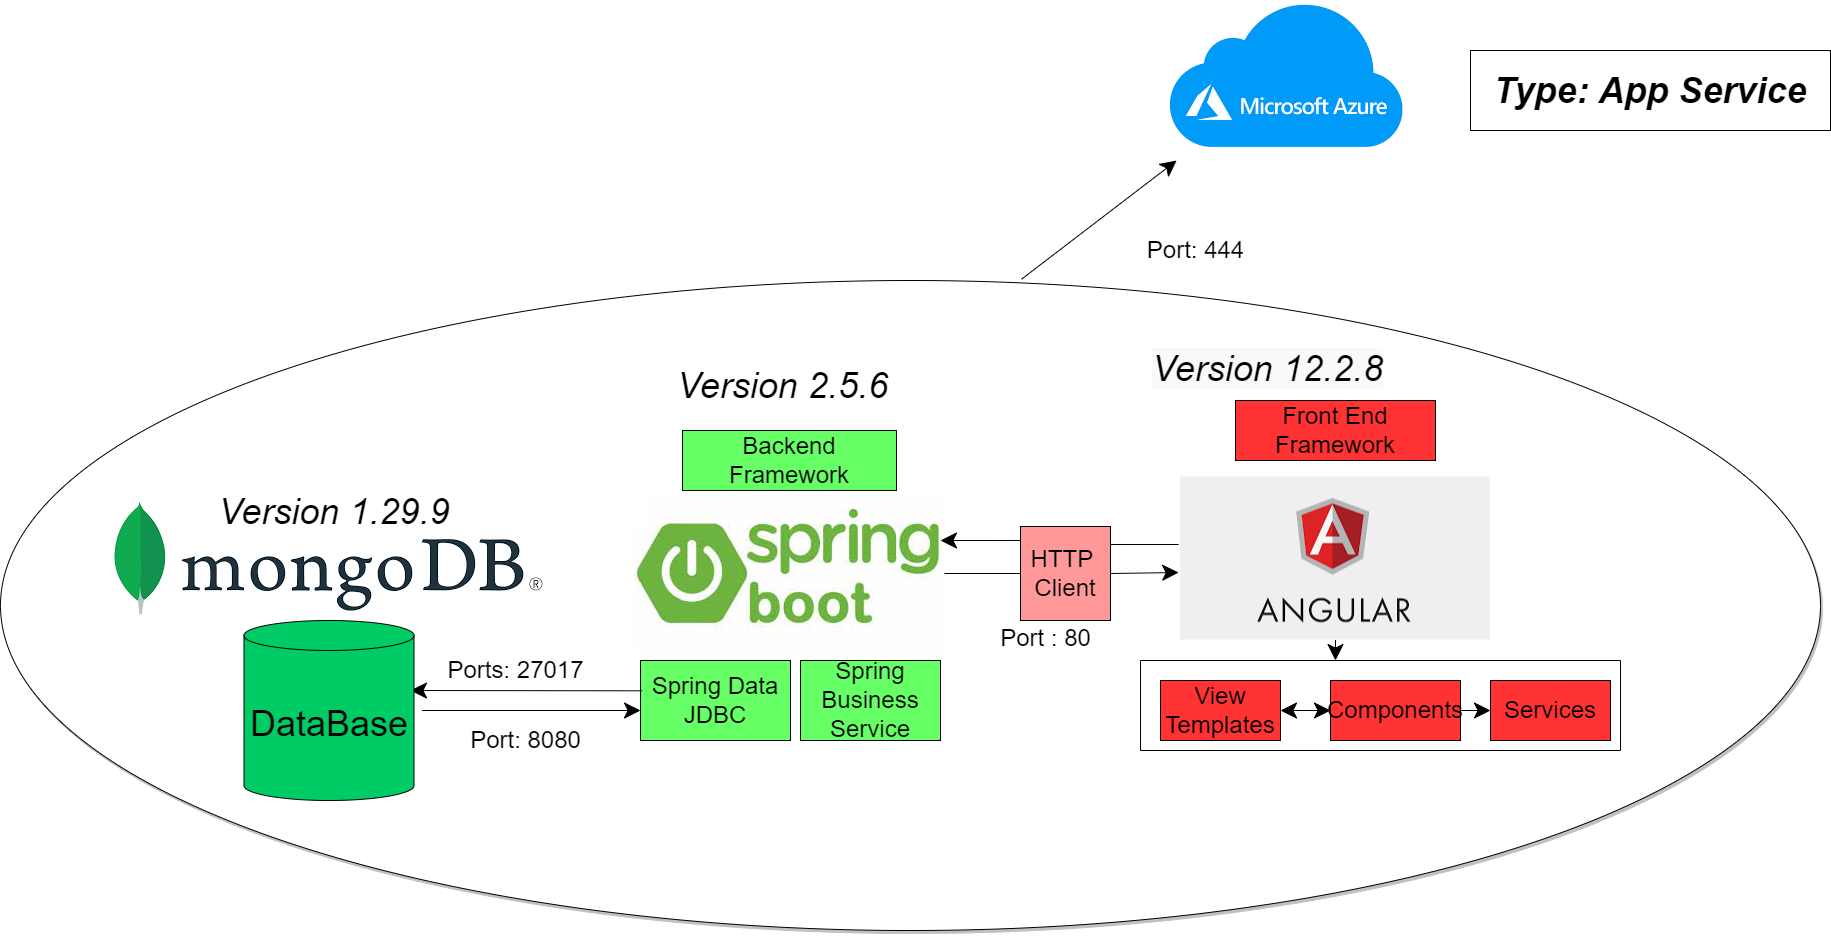 Microsoft Azure
Type: App Service
Port: 444
Version 12.2.8
Version 2.5.6
Front End
Framework
Backend
Framework
Version 1.29.9
mongoDB®
spring
boot
HTTP
Client
Port : 80
ANGULAR
DataBase
Ports: 27017
Port: 8080
Spring Data
JDBC
Spring
Business
Service
View
Templates
Components
Services